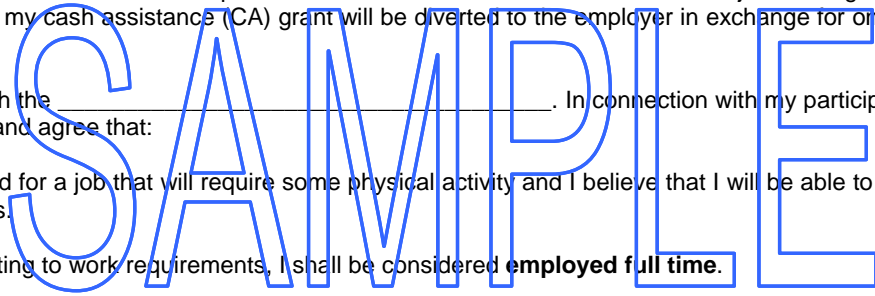 my cash assistance (CA) grant will be diverted to the employer in exchange for
h the ________________________________________. In connection with my particip
and agree that:
d for a job that will require some physical activity and I believe that I will be able to
s.
ting to work requirements, I shall be considered employed full time.
SAMPLE